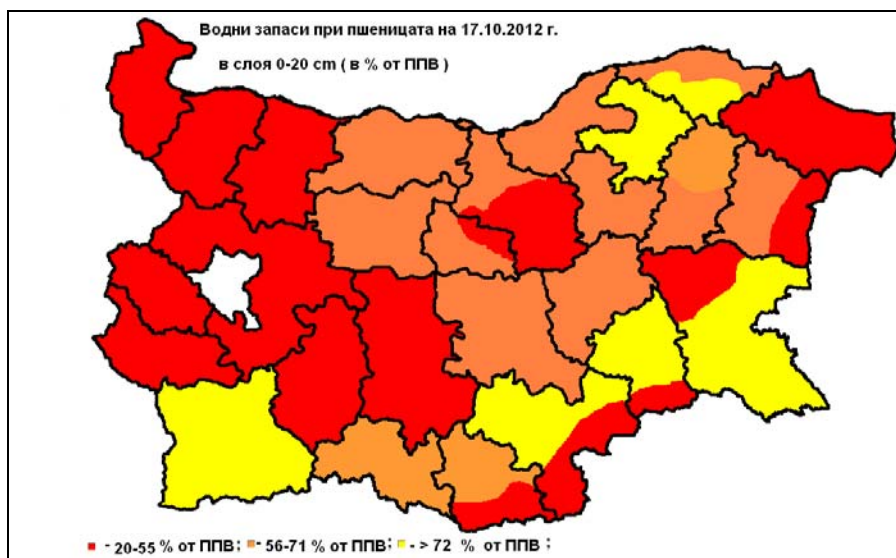 Водни запаси при пшеницата на 17.10.2012 г.
в слоя 0-20 cm ( в % от ППВ )
- 20-55 % от ППВ; - 56-71 % от ППВ; - > 72 % от ППВ ;